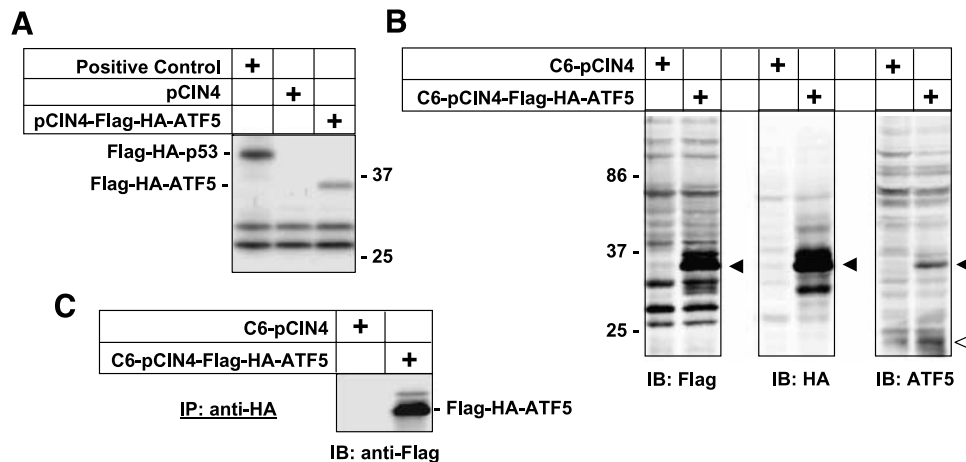 A
Positive Control +
pCIN4 +
pCIN4-Flag-HA-ATF5 +
Flag-HA-p53 -
- 37
Flag-HA-ATF5 -
- 25
B
C6-pCIN4 + + +
C6-pCIN4-Flag-HA-ATF5 + + +
86 -
37 -
25 -
IB: Flag IB: HA IB: ATF5
C
C6-pCIN4 +
C6-pCIN4-Flag-HA-ATF5 +
IP: anti-HA
- Flag-HA-ATF5
IB: anti-Flag